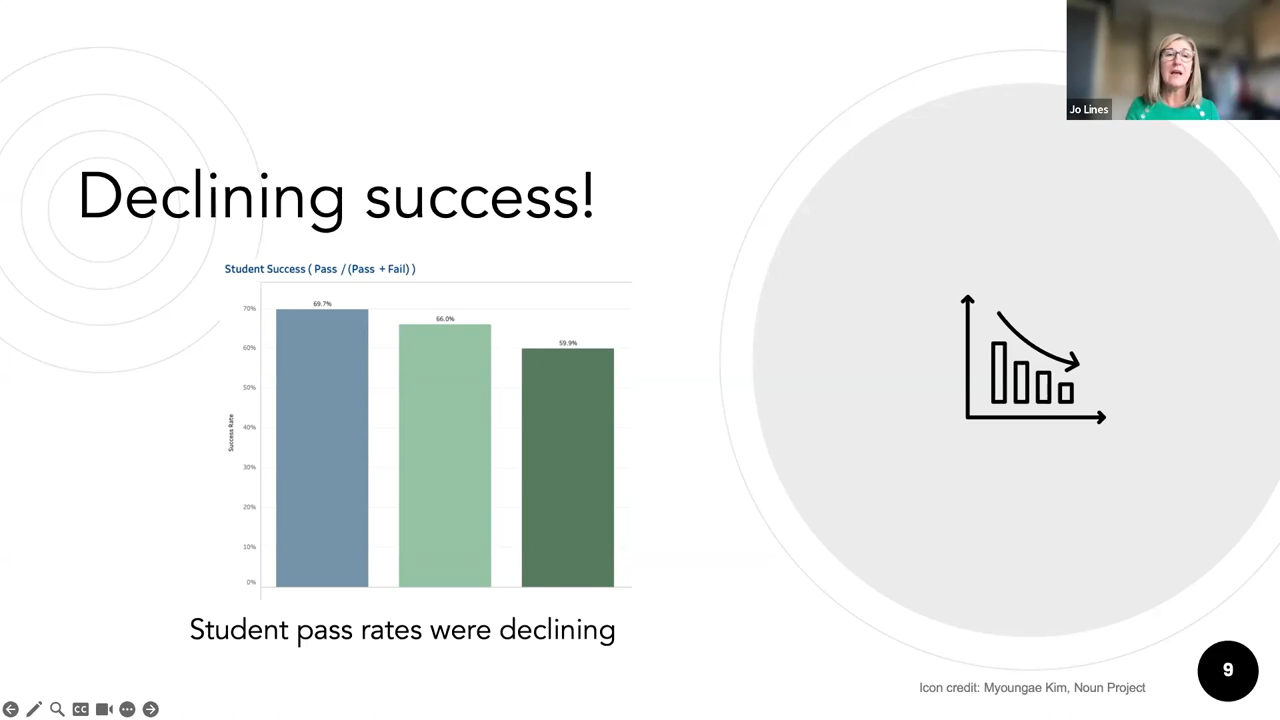 Jo Lines
Declining success!
Student Success ( Pass / (Pass + Fail) )
Success Rate
70%
60%
50%
40%
30%
20%
10%
0%
69.7%
66.0%
59.9%
Student pass rates were declining
Icon credit: Myoungae Kim, Noun Project
9
CC